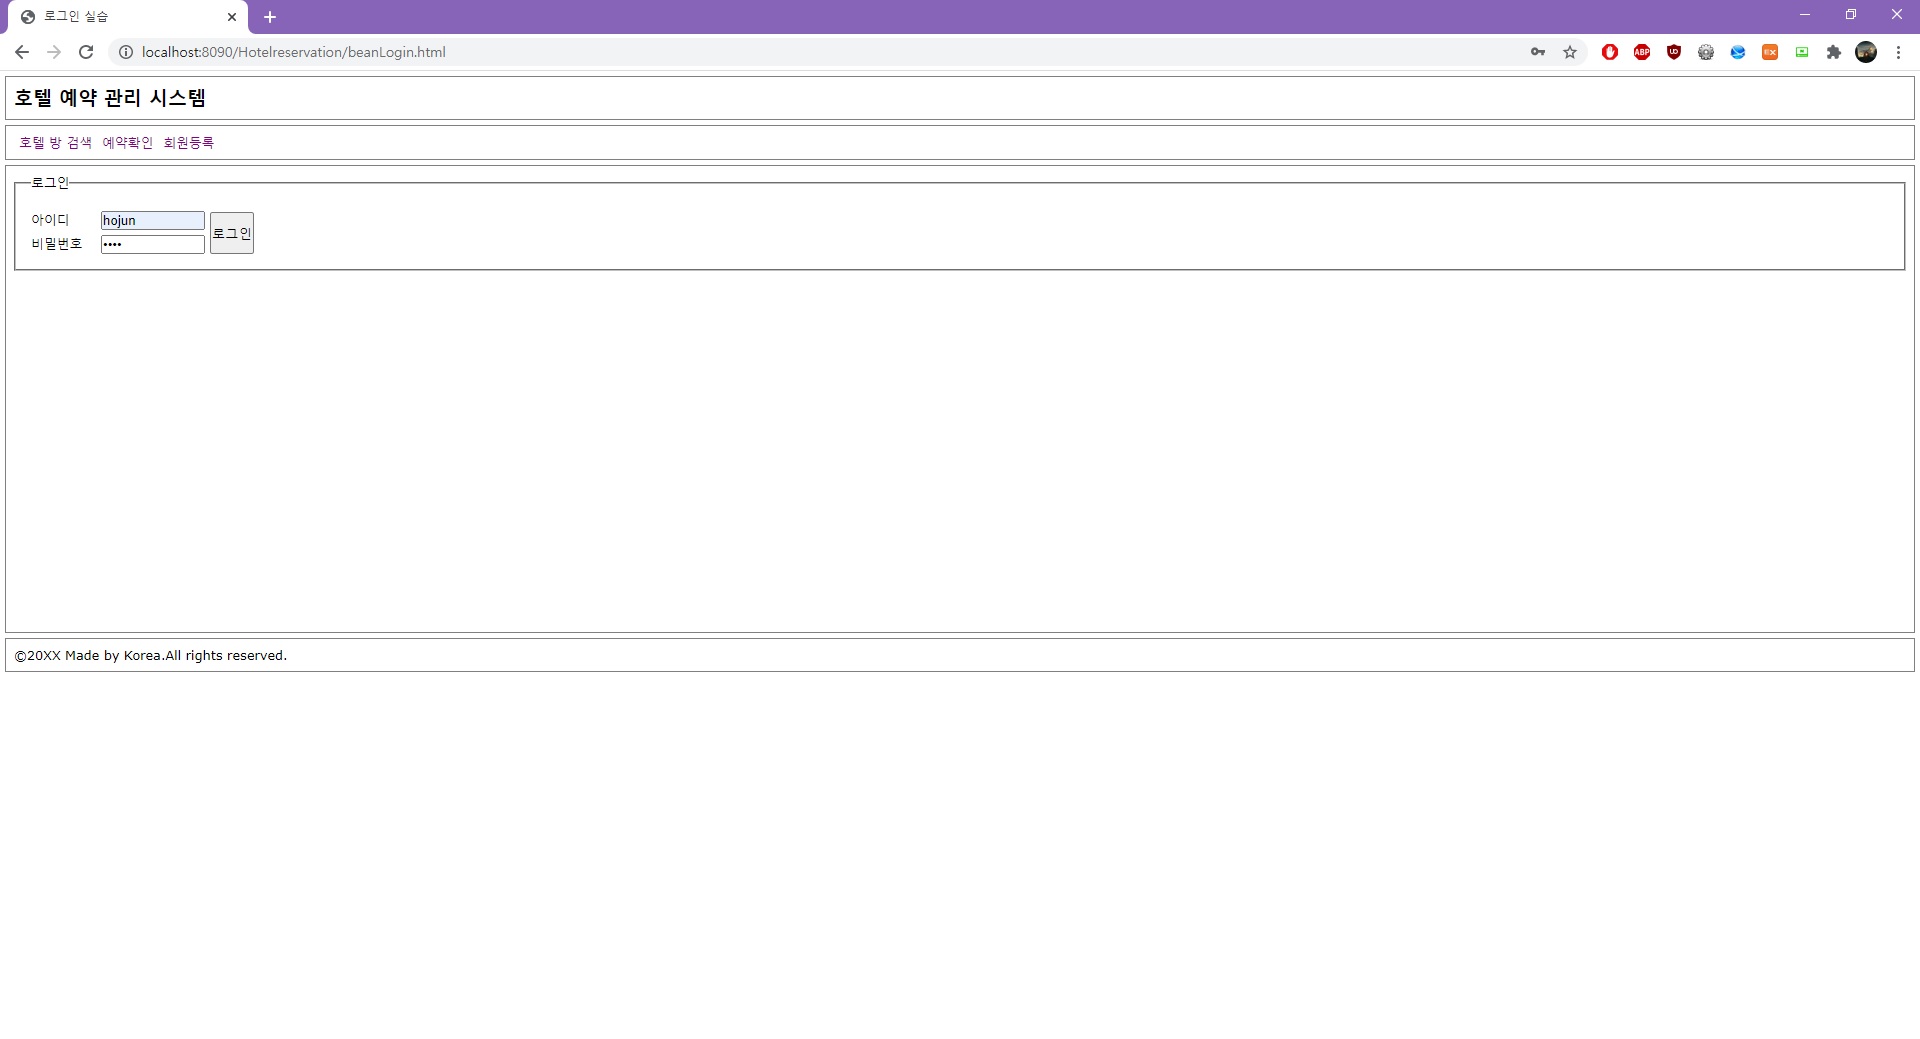 로그인 실습
localhost:8090/Hotelreservation/beanLogin.html
ABP
UD
EX
호텔 예약 관리 시스템
호텔 방 검색 예약확인 회원등록
로그인
아이디 hojun
비밀번호 ••••
로그인
©20XX Made by Korea.All rights reserved.